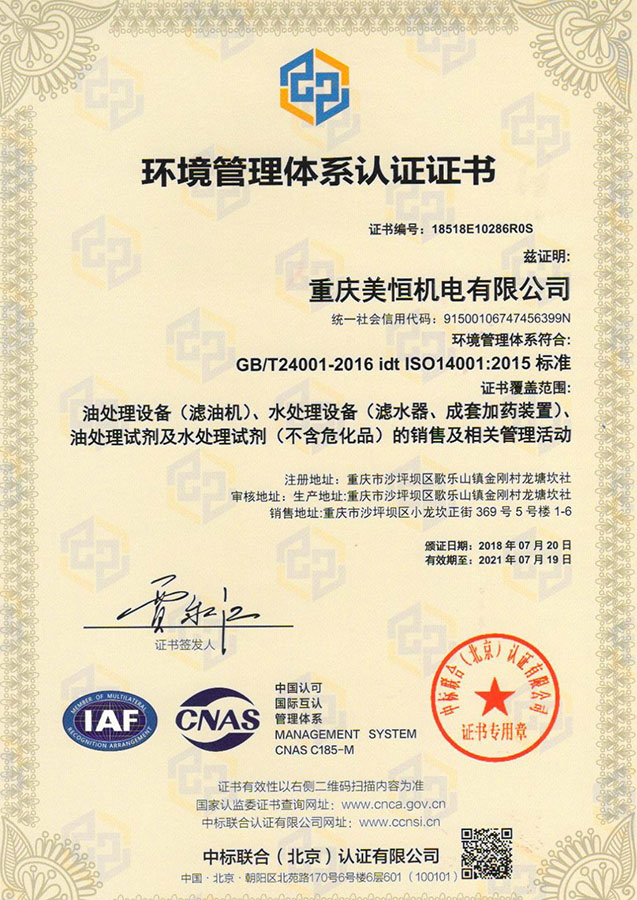 环境管理体系认证证书
证书编号：18518E10286R0S
兹证明:
重庆美恒机电有限公司
统一社会信用代码：91500106747456399N
环境管理体系符合:
GB/T24001-2016 idt ISO14001:2015 标准
证书覆盖范围:
油处理设备（滤油机）、水处理设备（滤水器、成套加药装置）、
油处理试剂及水处理试剂（不含危化品）的销售及相关管理活动
注册地址：重庆市沙坪坝区歌乐山镇金刚村龙塘坎社
审核地址：生产地址:重庆市沙坪坝区歌乐山镇金刚村龙塘坎社
销售地址:重庆市沙坪坝区小龙坎正街 369 号 5 号楼 1-6
颁证日期：2018 年 07 月 20 日
有效期至：2021 年 07 月 19 日
证书签发人
MEMBER OF MULTILATERAL
IAF
RECOGNITION ARRANGEMENT
CNAS
中国认可
国际互认
管理体系
MANAGEMENT SYSTEM
CNAS C185-M
中标联合（北京）认证有限公司
证书专用章
证书有效性以右侧二维码扫描内容为准
国家认监委证书查询网址：www.cnca.gov.cn
中标联合认证有限公司网址：www.ccnsi.cn
中标联合（北京）认证有限公司
中国·北京·朝阳区北苑路170号6号楼6层601（100101）